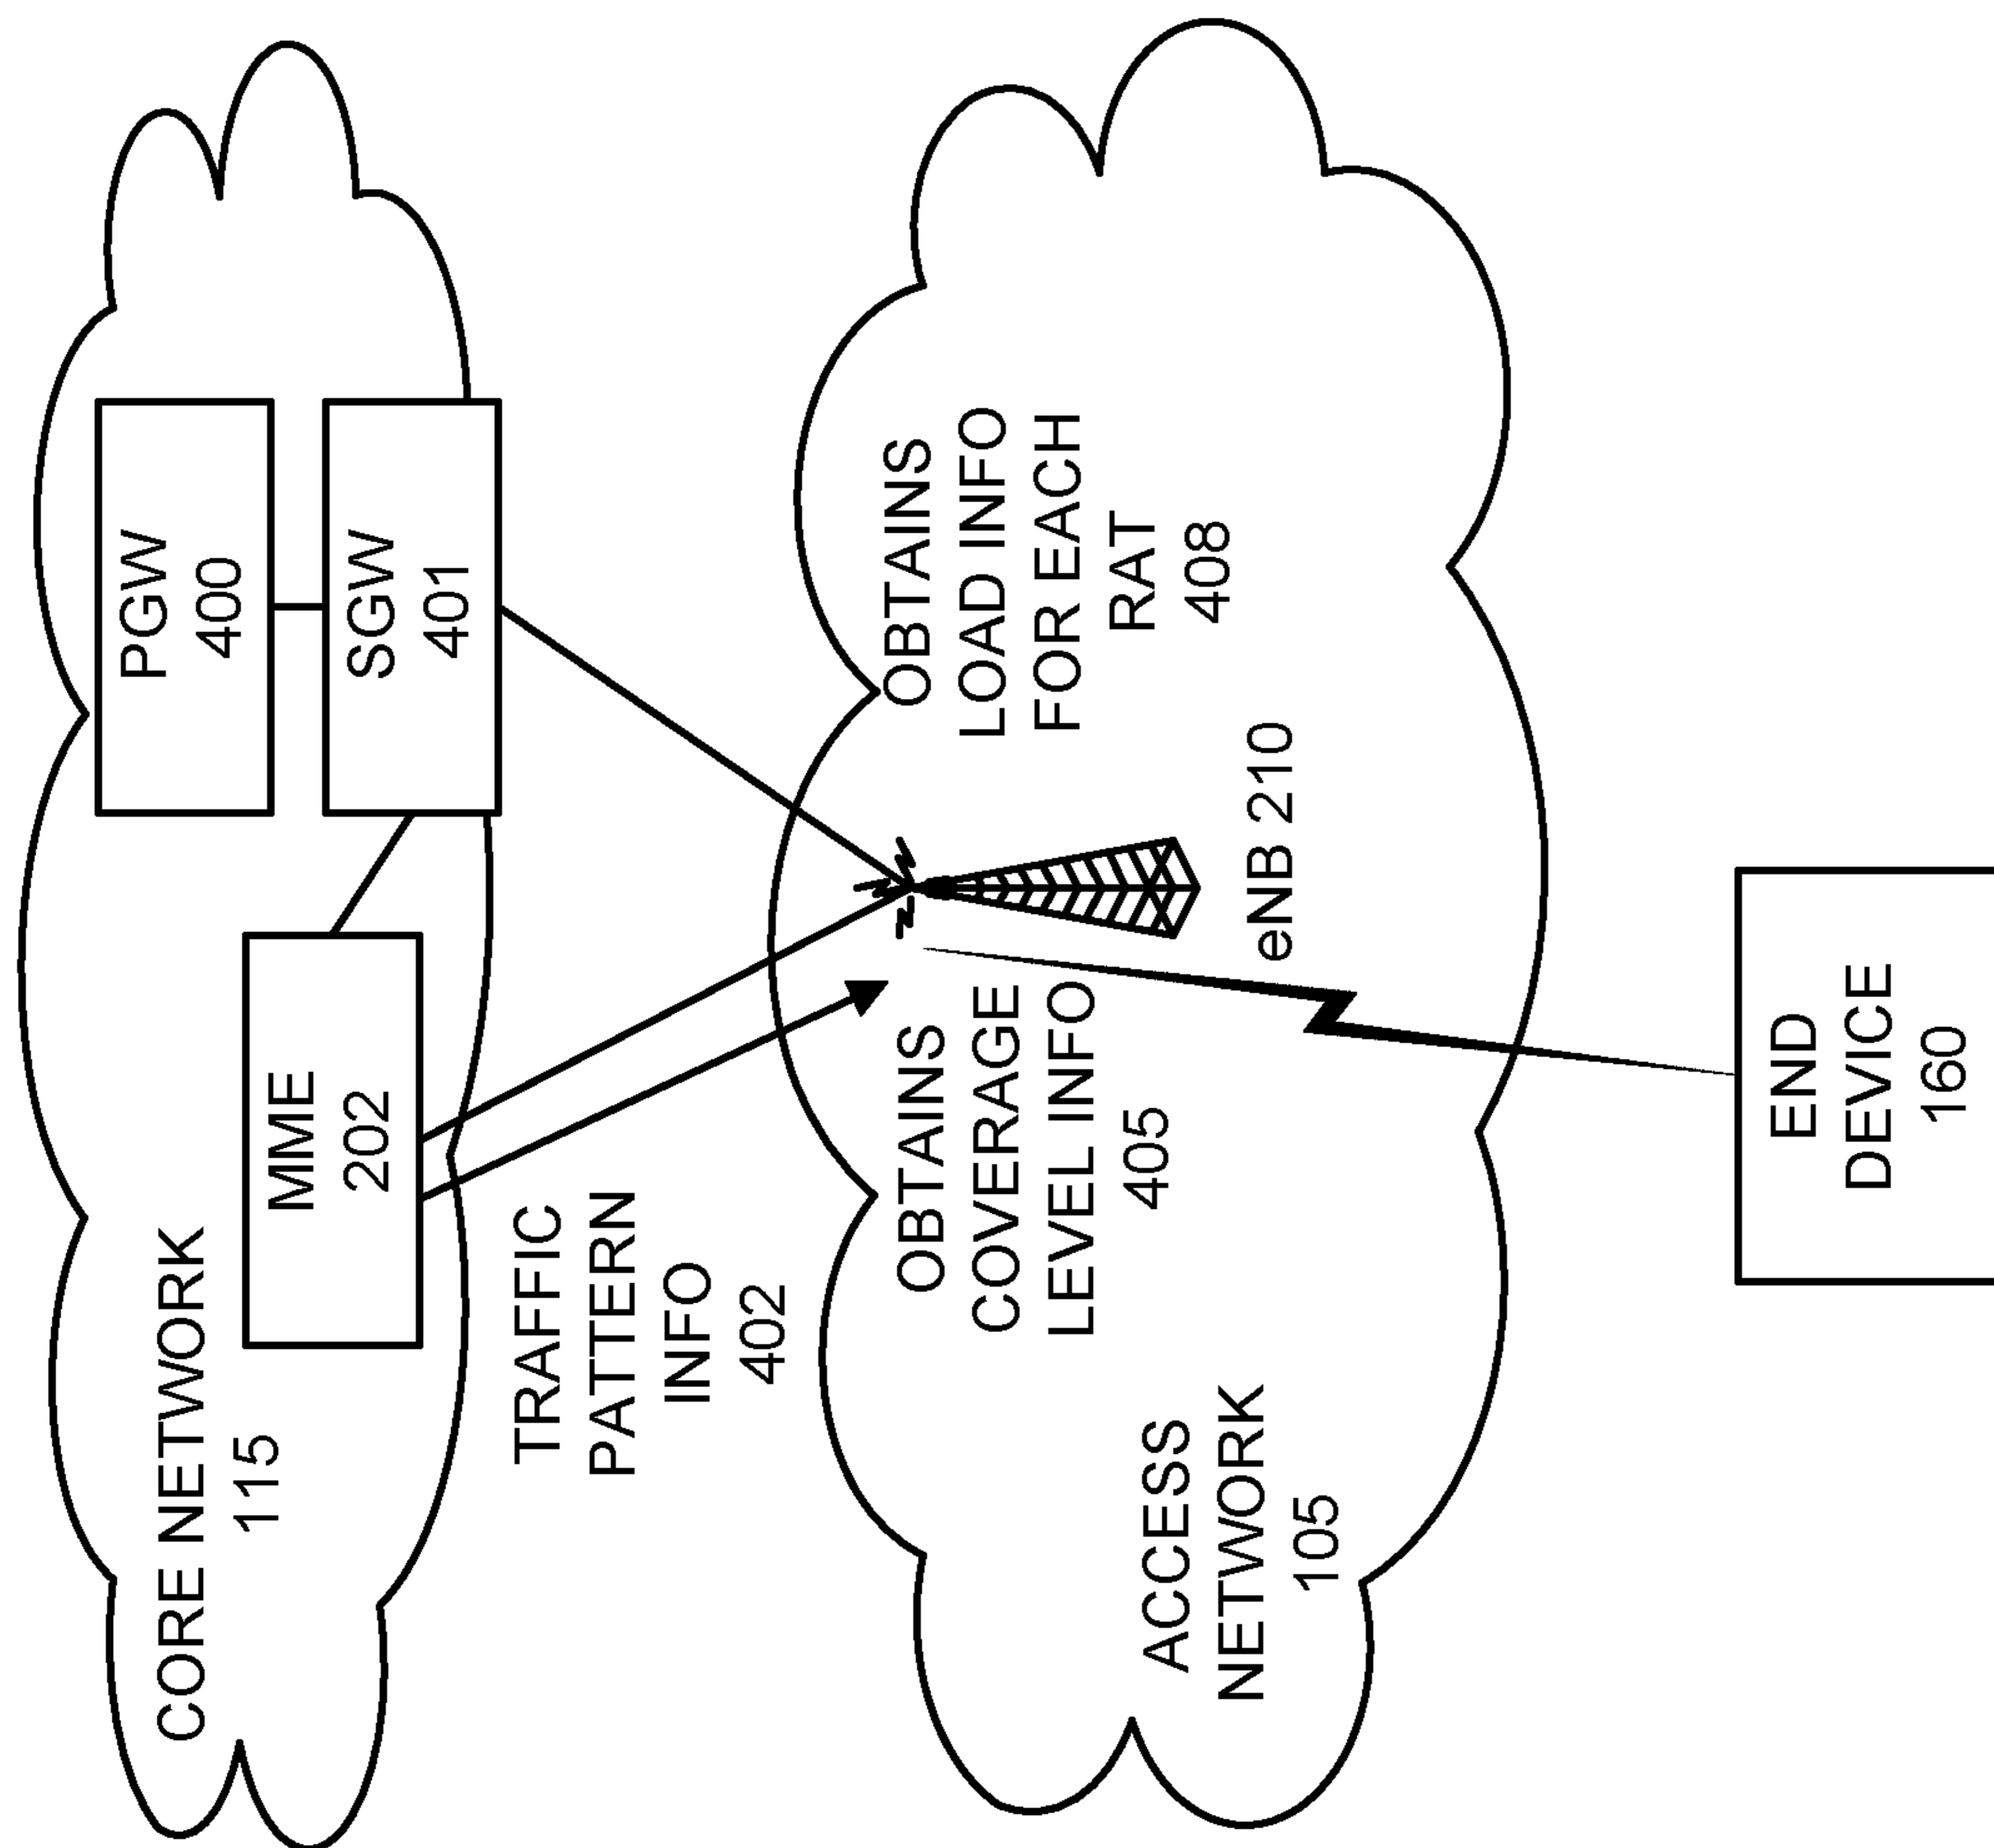 CORE NETWORK
115
MME
202
PGW
400
SGW
401
TRAFFIC
PATTERN
INFO
402
OBTAINS
COVERAGE
LEVEL INFO
405
OBTAINS
LOAD INFO
FOR EACH
RAT
408
eNB 210
ACCESS
NETWORK
105
END
DEVICE
160